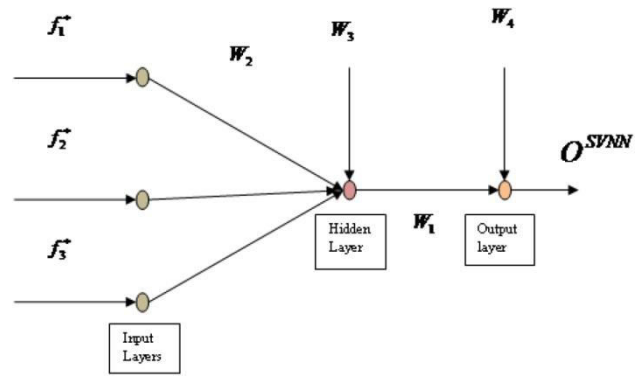 f₁⁺
W₂
W₃
W₄
f₂⁺
O^SVNN
f₃⁺
Hidden
Layer
W₁
Output
layer
Input
Layers